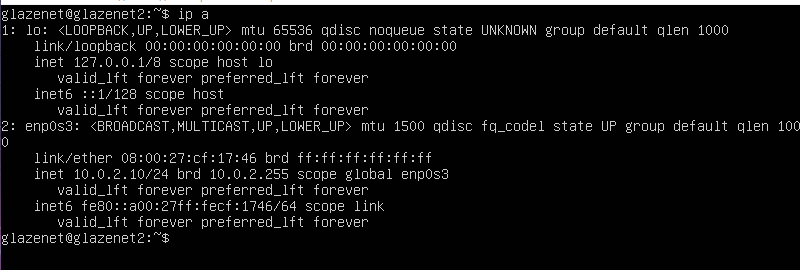 glazenet@glazenet2:~$ ip a
1: lo: <LOOPBACK,UP,LOWER_UP> mtu 65536 qdisc noqueue state UNKNOWN group default qlen 1000
    link/loopback 00:00:00:00:00:00 brd 00:00:00:00:00:00
    inet 127.0.0.1/8 scope host lo
       valid_lft forever preferred_lft forever
    inet6 ::1/128 scope host
       valid_lft forever preferred_lft forever
2: enp0s3: <BROADCAST,MULTICAST,UP,LOWER_UP> mtu 1500 qdisc fq_codel state UP group default qlen 100
0
    link/ether 08:00:27:cf:17:46 brd ff:ff:ff:ff:ff:ff
    inet 10.0.2.10/24 brd 10.0.2.255 scope global enp0s3
       valid_lft forever preferred_lft forever
    inet6 fe80::a00:27ff:fecf:1746/64 scope link
       valid_lft forever preferred_lft forever
glazenet@glazenet2:~$